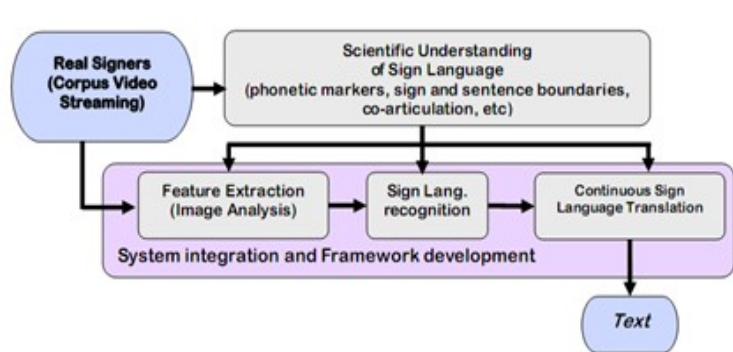 Real Signers
(Corpus Video
Streaming)
Scientific Understanding
of Sign Language
(phonetic markers, sign and sentence boundaries,
co-articulation, etc)
Feature Extraction
(Image Analysis)
Sign Lang.
recognition
Continuous Sign
Language Translation
System integration and Framework development
Text